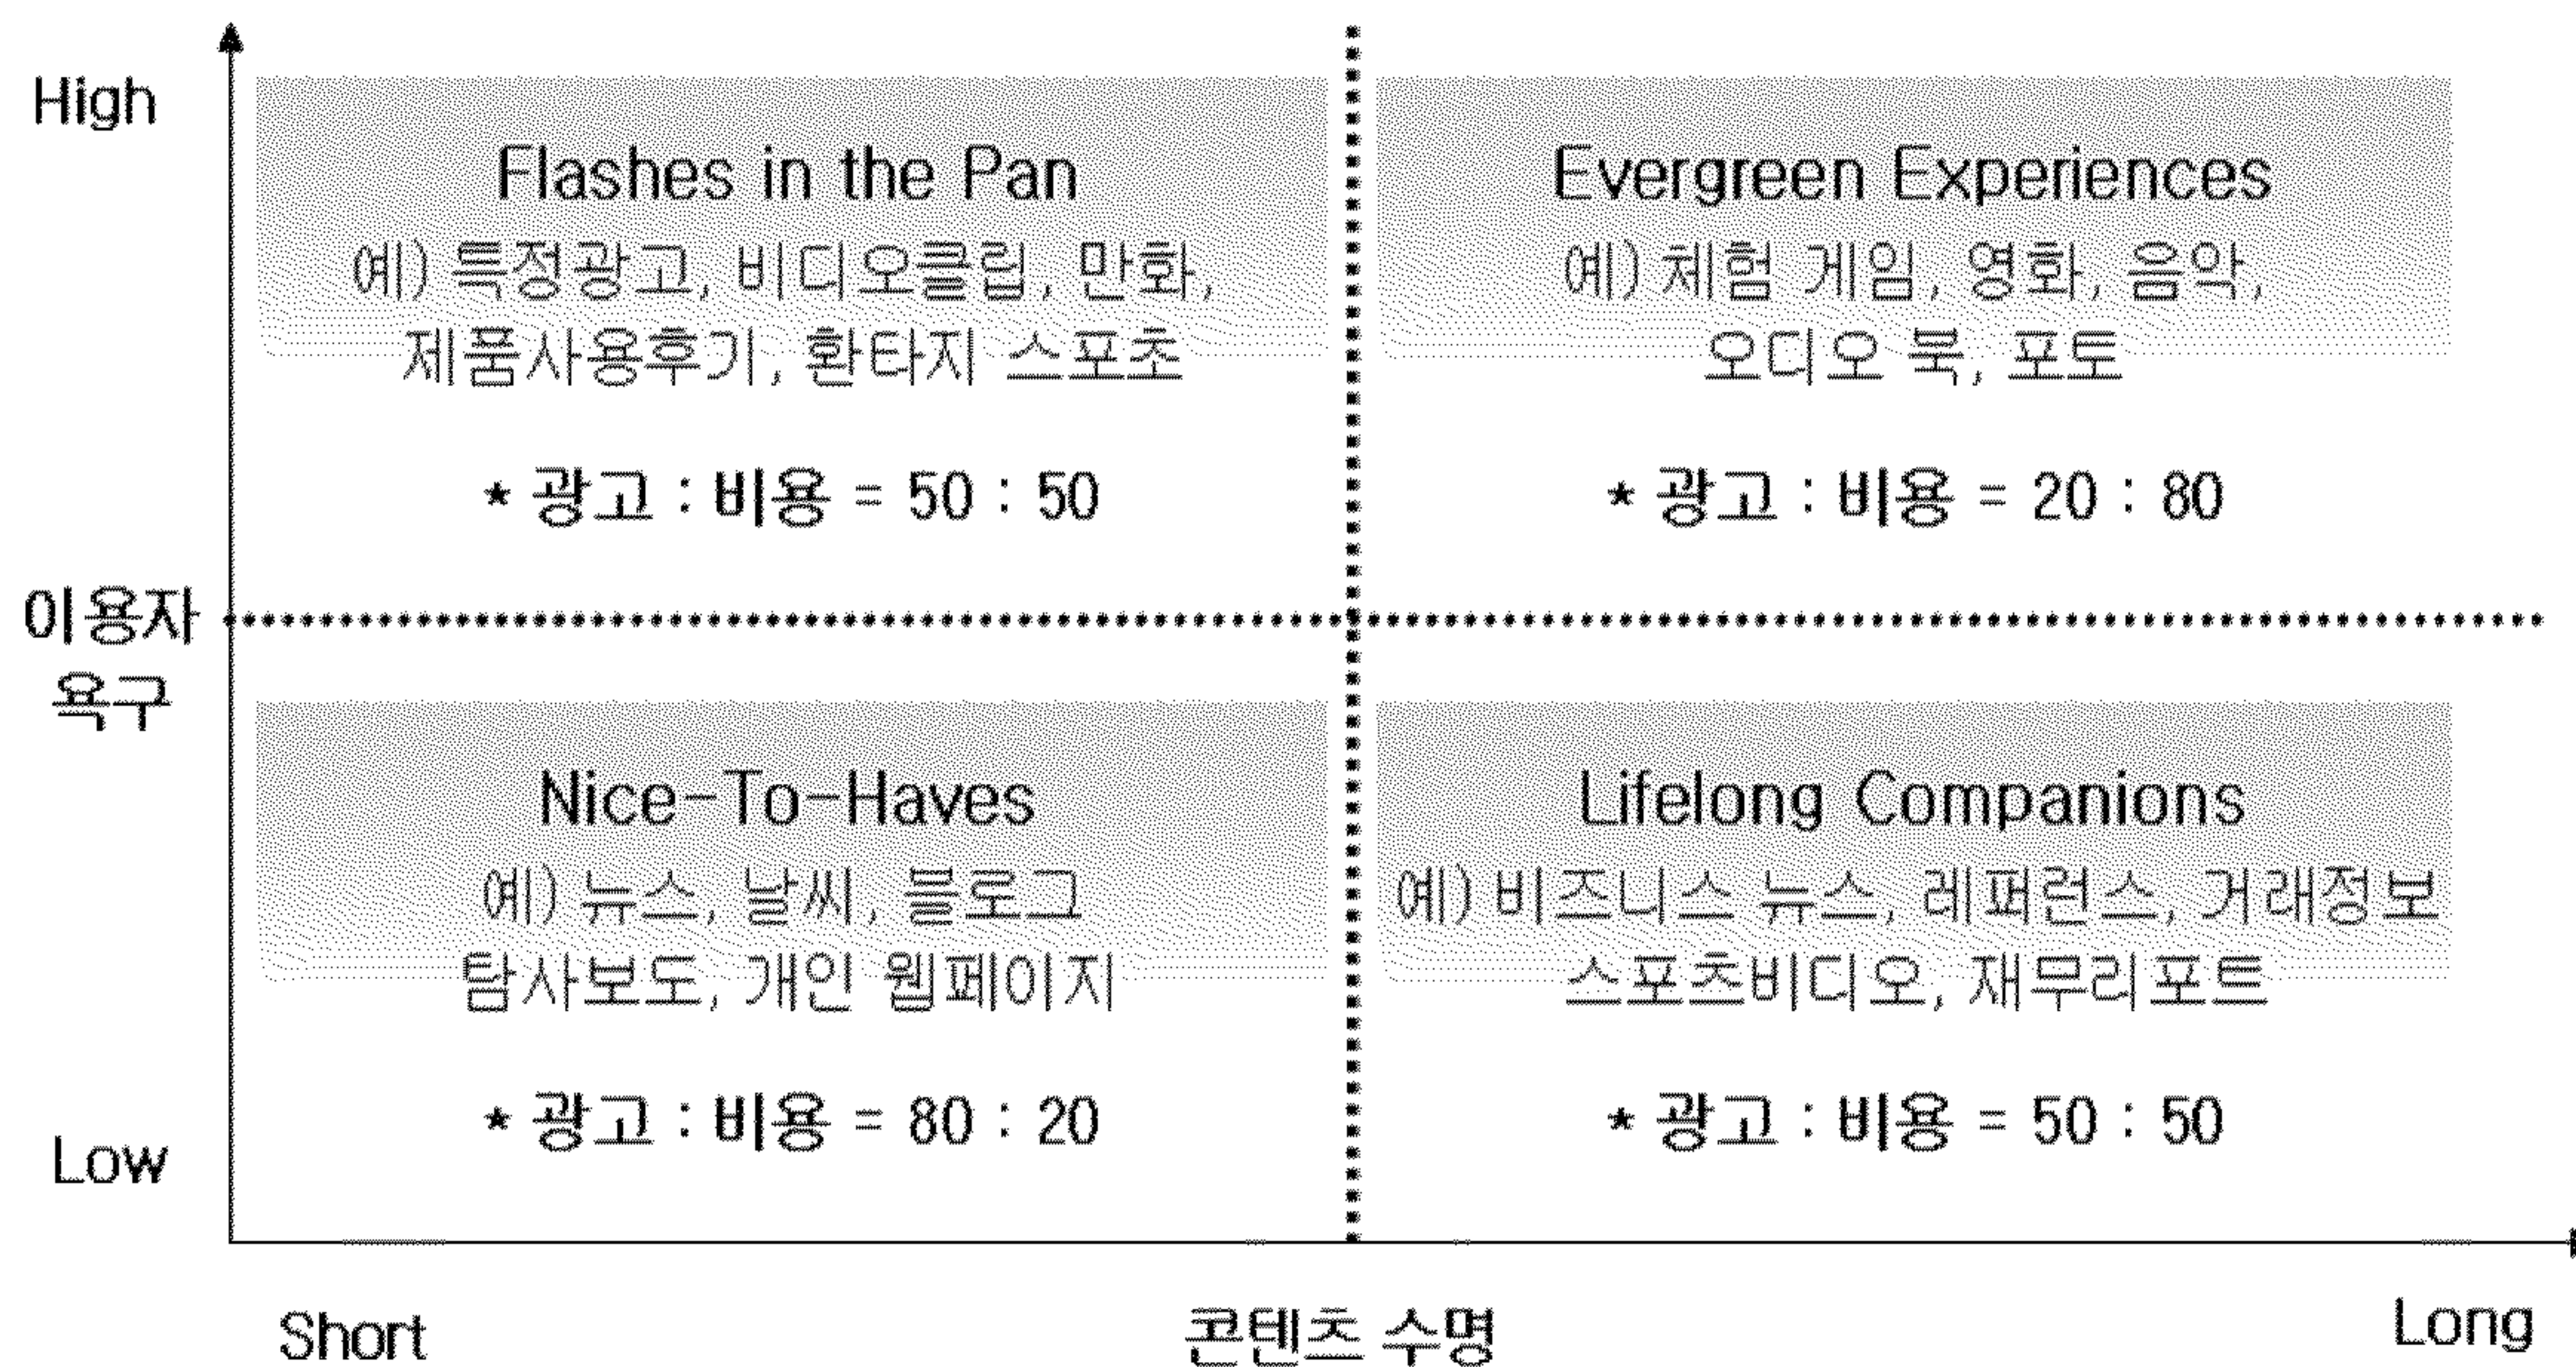 High
Flashes in the Pan
예) 특정광고, 비디오클립, 만화,
제품사용후기, 환타지 스포초
* 광고 : 비용 = 50 : 50
Evergreen Experiences
예) 체험 게임, 영화, 음악,
오디오 북, 포토
* 광고 : 비용 = 20 : 80
이용자
욕구
Nice-To-Haves
예) 뉴스, 날씨, 블로그
탐사보도, 개인 웹페이지
* 광고 : 비용 = 80 : 20
Lifelong Companions
예) 비즈니스 뉴스, 레퍼런스, 거래정보
스포츠비디오, 재무리포트
* 광고 : 비용 = 50 : 50
Low
Short
콘텐츠 수명
Long